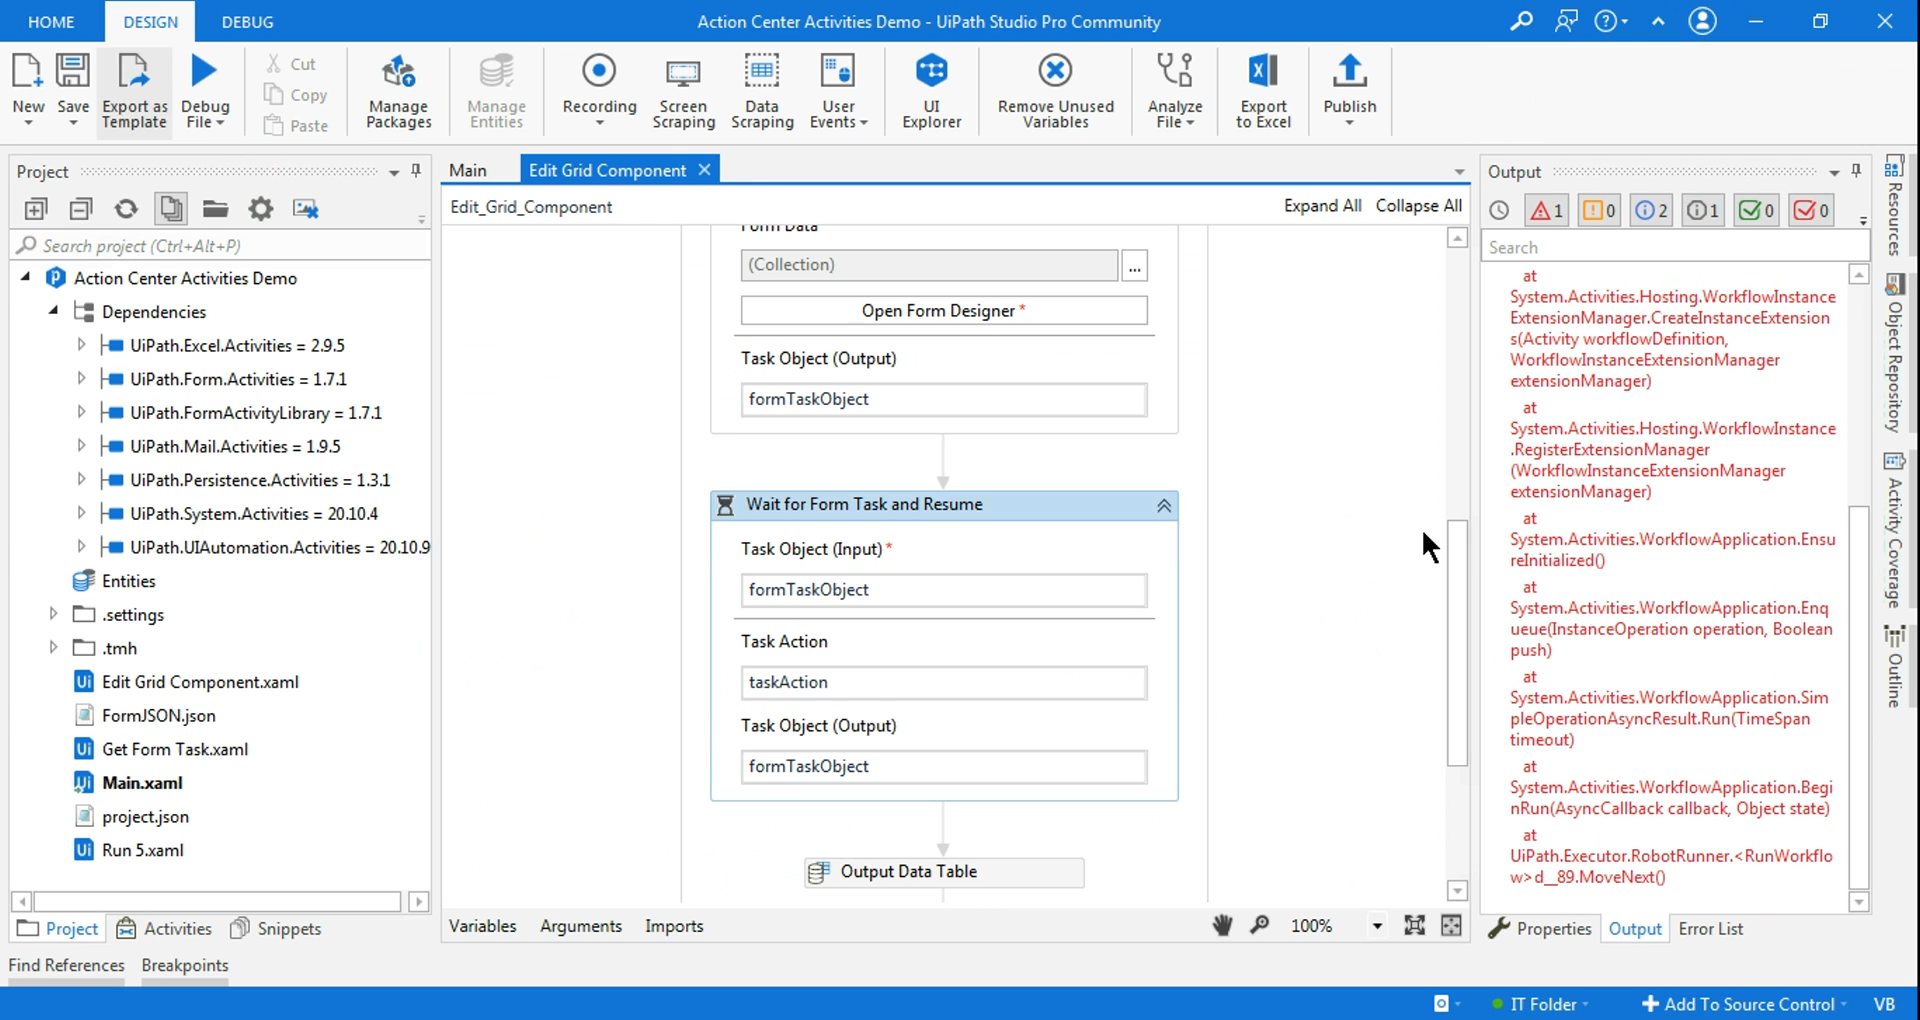 HOME
DESIGN
DEBUG
Action Center Activities Demo - UiPath Studio Pro Community
New
Save
Export as
Template
Debug
File
Cut
Copy
Paste
Manage
Packages
Manage
Entities
Recording
Screen
Scraping
Data
Scraping
User
Events
UI
Explorer
Remove Unused
Variables
Analyze
File
Export
to Excel
Publish
Project
Search project (Ctrl+Alt+P)
Action Center Activities Demo
Dependencies
UiPath.Excel.Activities = 2.9.5
UiPath.Form.Activities = 1.7.1
UiPath.FormActivityLibrary = 1.7.1
UiPath.Mail.Activities = 1.9.5
UiPath.Persistence.Activities = 1.3.1
UiPath.System.Activities = 20.10.4
UiPath.UIAutomation.Activities = 20.10.9
Entities
.settings
.tmh
Edit Grid Component.xaml
FormJSON.json
Get Form Task.xaml
Main.xaml
project.json
Run 5.xaml
Project
Activities
Snippets
Find References
Breakpoints
Main
Edit Grid Component
Edit_Grid_Component
Expand All
Collapse All
Form Data
(Collection)
...
Open Form Designer *
Task Object (Output)
formTaskObject
Wait for Form Task and Resume
Task Object (Input) *
formTaskObject
Task Action
taskAction
Task Object (Output)
formTaskObject
Output Data Table
Variables
Arguments
Imports
100%
Output
1
0
2
1
0
0
Search
at
System.Activities.Hosting.WorkflowInstance
ExtensionManager.CreateInstanceExtension
s(Activity workflowDefinition,
WorkflowInstanceExtensionManager
extensionManager)
at
System.Activities.Hosting.WorkflowInstance
.RegisterExtensionManager
(WorkflowInstanceExtensionManager
extensionManager)
at
System.Activities.WorkflowApplication.Ensu
reInitialized()
at
System.Activities.WorkflowApplication.Enq
ueue(InstanceOperation operation, Boolean
push)
at
System.Activities.WorkflowApplication.Sim
pleOperationAsyncResult.Run(TimeSpan
timeout)
at
System.Activities.WorkflowApplication.Begi
nRun(AsyncCallback callback, Object state)
at
UiPath.Executor.RobotRunner.<RunWorkflo
w>d__89.MoveNext()
Properties
Output
Error List
Resources
Object Repository
Activity Coverage
Outline
IT Folder
Add To Source Control
VB